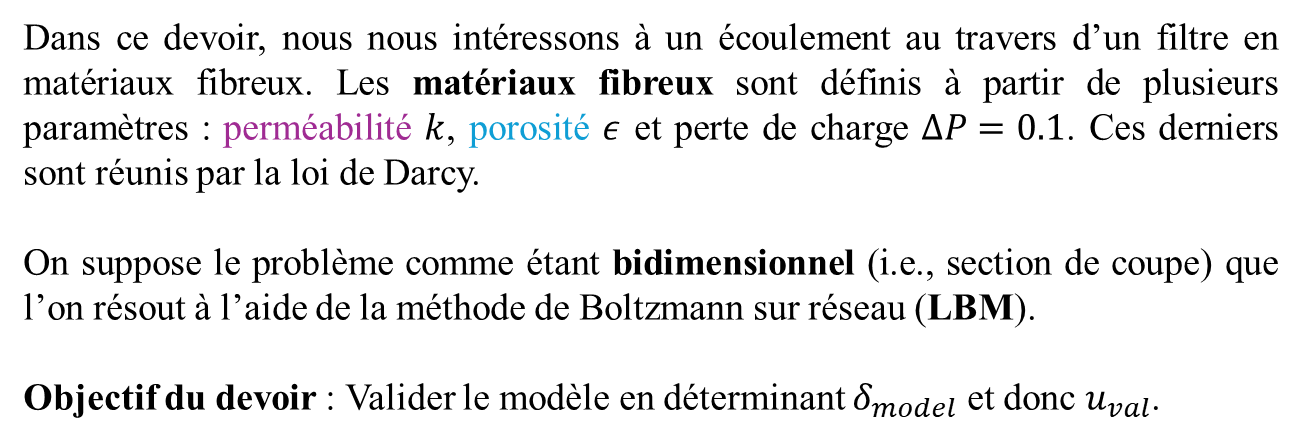 Dans ce devoir, nous nous intéressons à un écoulement au travers d’un filtre en
matériaux fibreux. Les matériaux fibreux sont définis à partir de plusieurs
paramètres : perméabilité k, porosité ϵ et perte de charge ΔP = 0.1. Ces derniers
sont réunis par la loi de Darcy.
On suppose le problème comme étant bidimensionnel (i.e., section de coupe) que
l’on résout à l’aide de la méthode de Boltzmann sur réseau (LBM).
Objectif du devoir : Valider le modèle en déterminant δ_model et donc u_val.